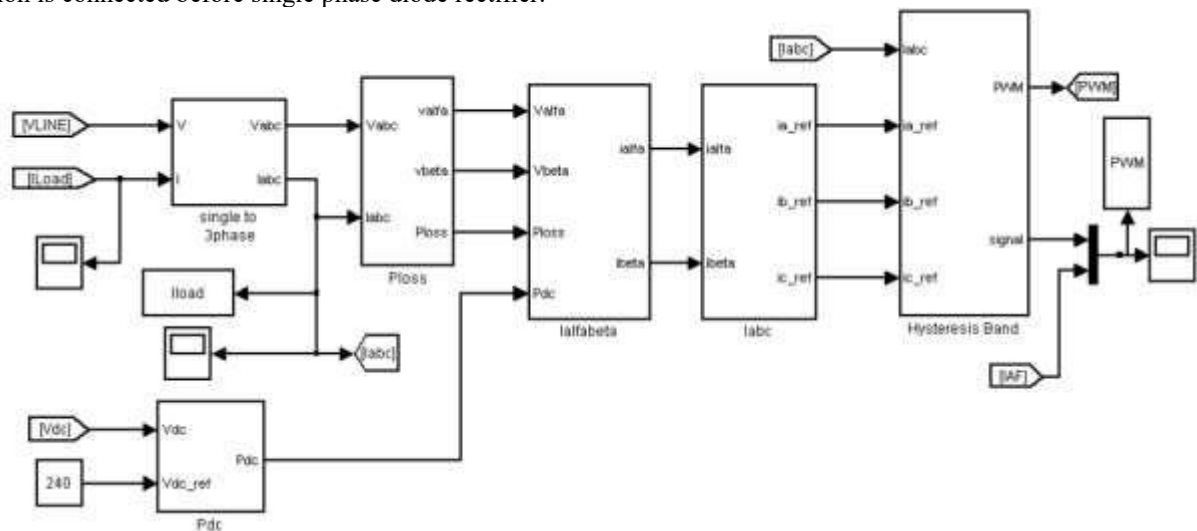 ion is connected before single phase diode rectifier.
[VLINE]
[ILoad]
V
I
Vabc
Iabc
single to
3phase
Iload
[Iabc]
Vabc
Iabc
valfa
vbeta
Ploss
Ploss
[Vdc]
240
Vdc
Vdc_ref
Pdc
Pdc
Valfa
Vbeta
Ploss
Pdc
ialfa
ibeta
Ialfabeta
ialfa
ibeta
ia_ref
ib_ref
ic_ref
Iabc
[Iabc]
Iabc
ia_ref
ib_ref
ic_ref
PWM
signal
Hysteresis Band
[PWM]
PWM
[IAF]